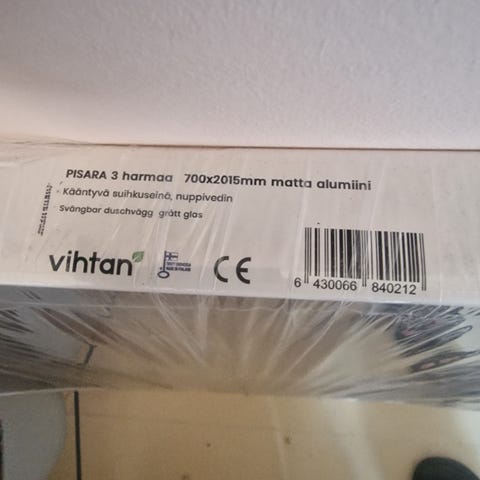 PISARA 3 harmaa 700x2015mm matta alumiini
Kääntyvä suihkuseinä, nuppivedin
Svängbar duschvägg grått glas
vihtan
CE
6 430066 840212